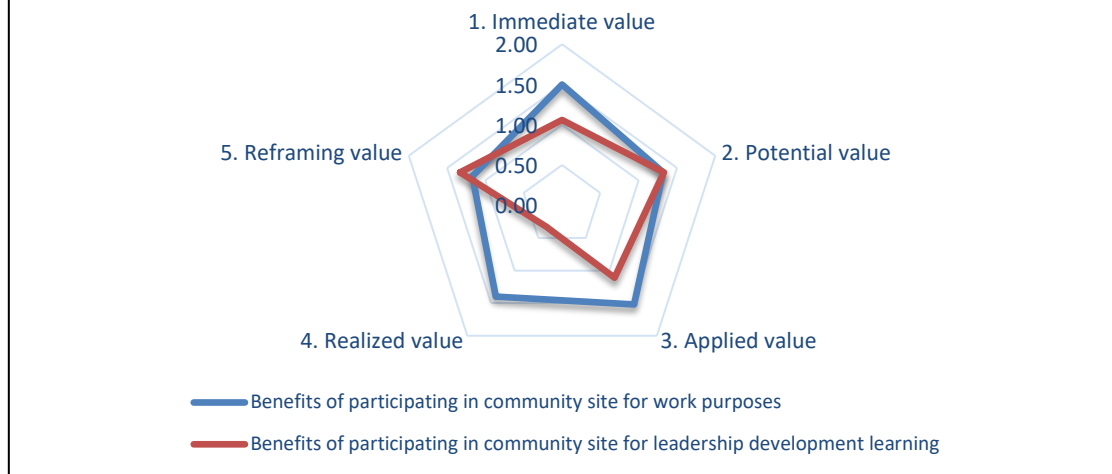 1. Immediate value
2.00
1.50
1.00
0.50
0.00
5. Reframing value
2. Potential value
4. Realized value
3. Applied value
Benefits of participating in community site for work purposes
Benefits of participating in community site for leadership development learning